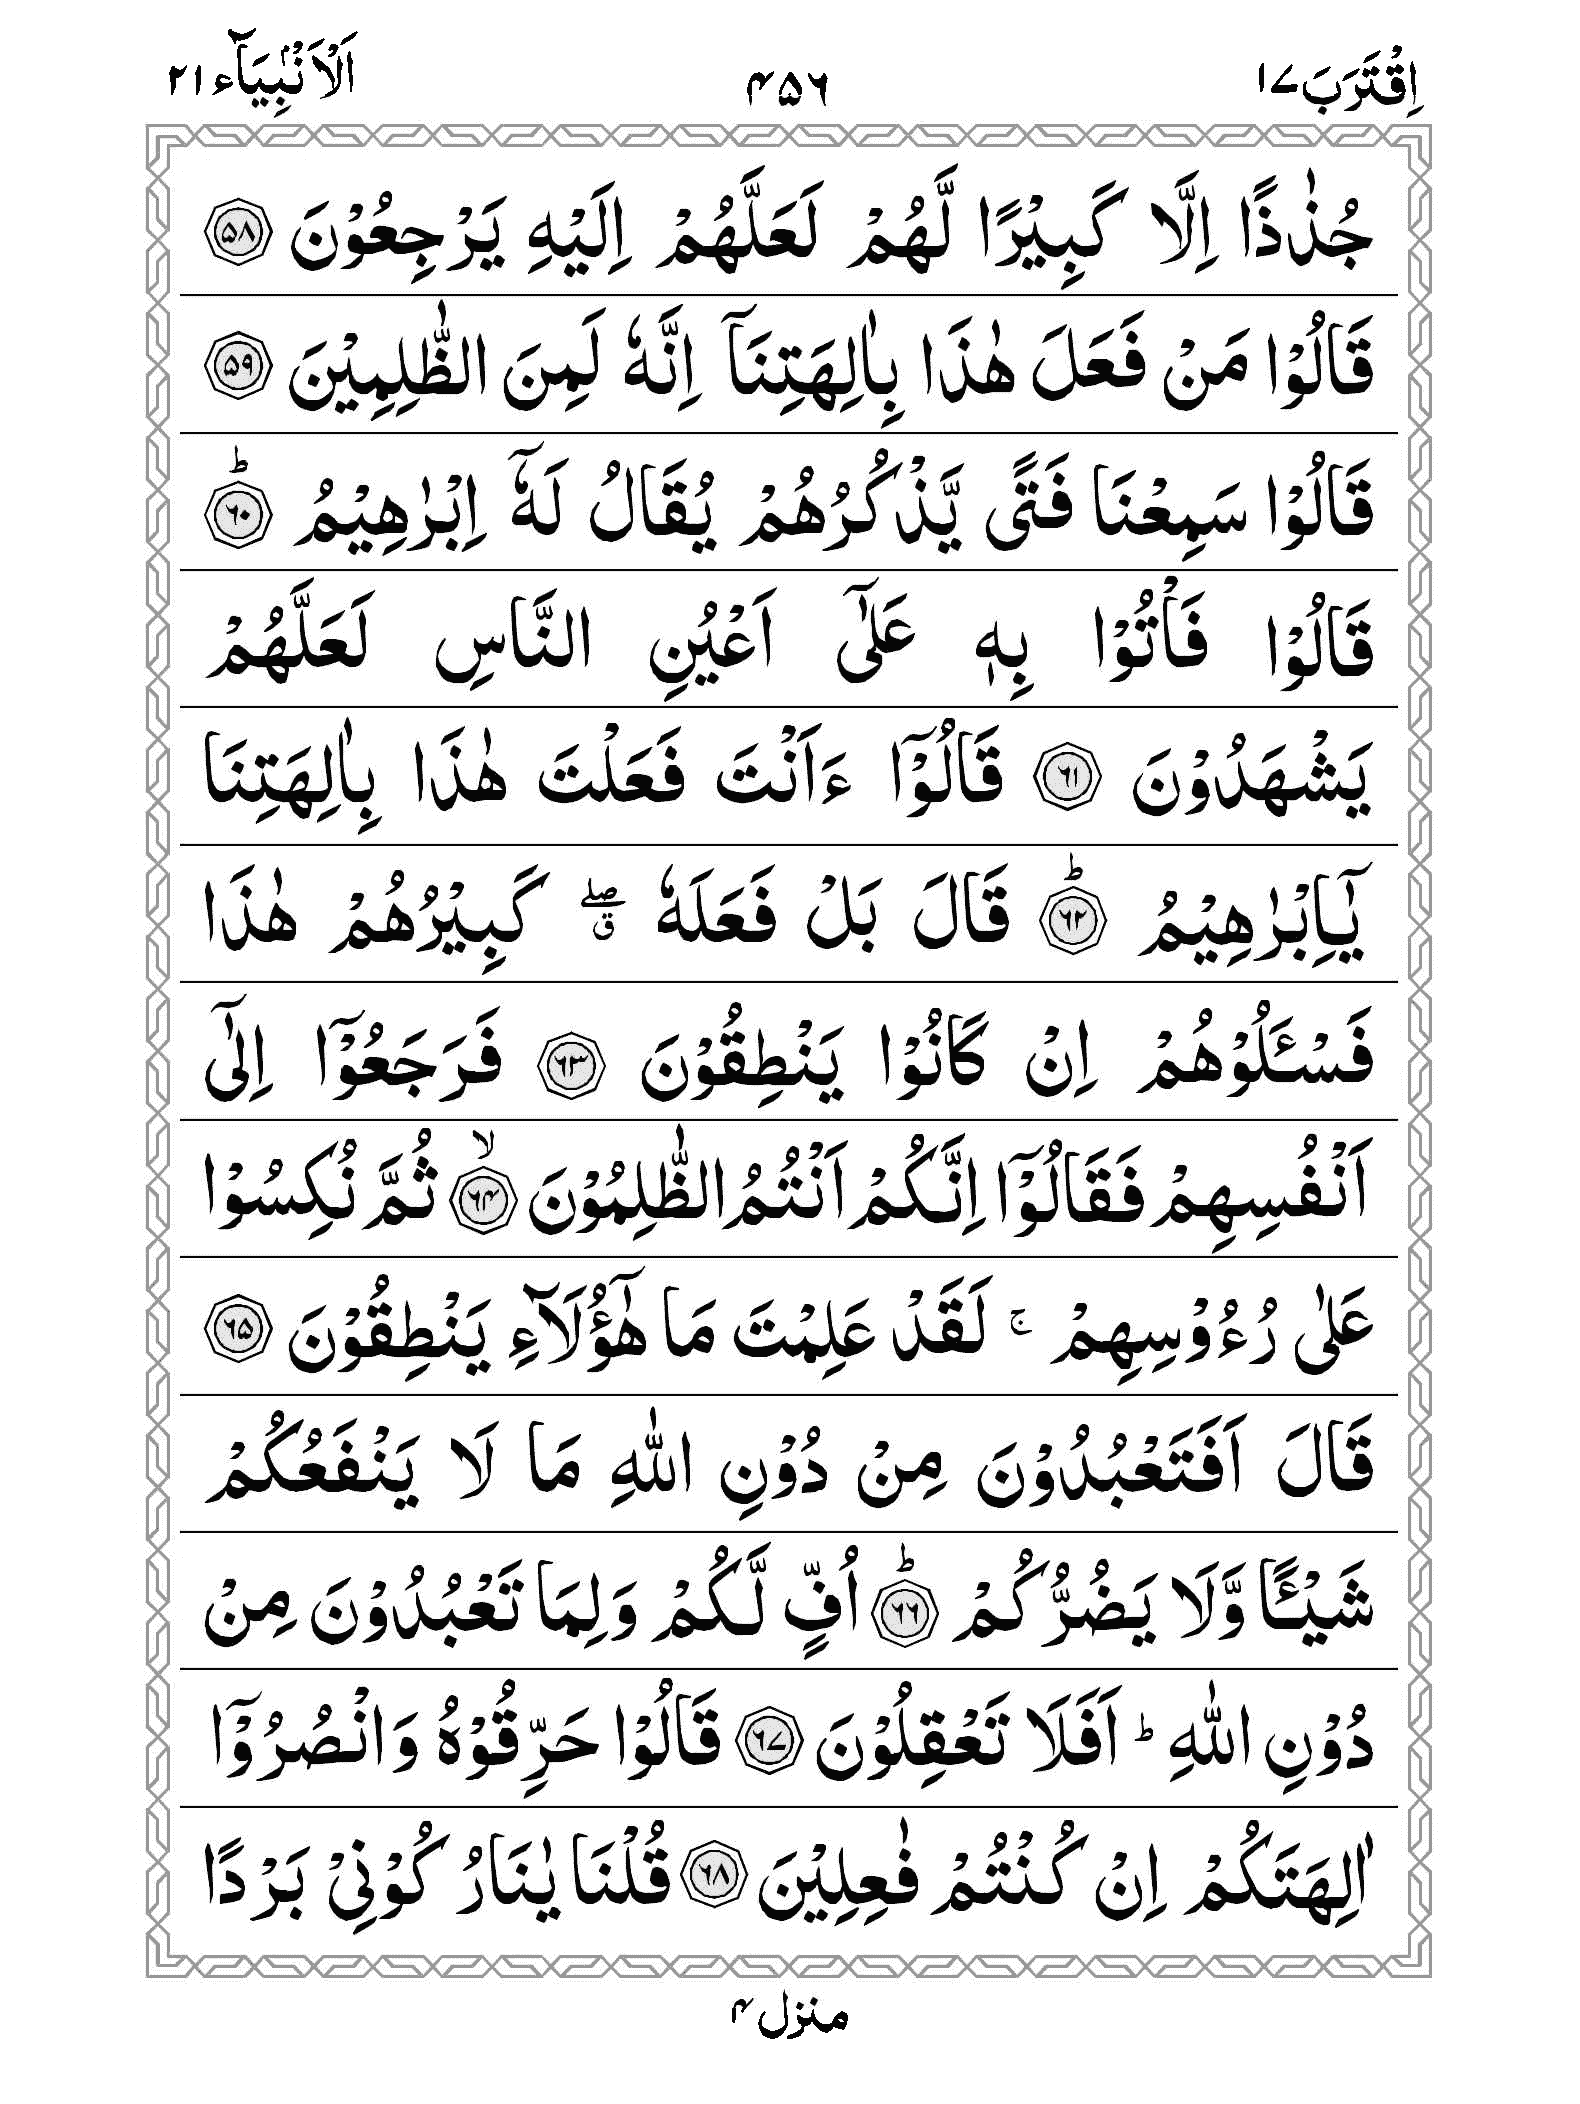 اِقْتَرَبَ ١٧ ٤٥٦ اَلْاَنْۢبِيَآء ٢١
جُذٰذًا اِلَّا كَبِيْرًا لَّهُمْ لَعَلَّهُمْ اِلَيْهِ يَرْجِعُوْنَ ۝٥٨
قَالُوْا مَنْ فَعَلَ هٰذَا بِاٰلِهَتِنَاۤ اِنَّهٗ لَمِنَ الظّٰلِمِيْنَ ۝٥٩
قَالُوْا سَمِعْنَا فَتًى يَّذْكُرُهُمْ يُقَالُ لَهٗۤ اِبْرٰهِيْمُ ؕ۝٦٠
قَالُوْا فَاْتُوْا بِهٖ عَلٰۤى اَعْيُنِ النَّاسِ لَعَلَّهُمْ
يَشْهَدُوْنَ ۝٦١ قَالُوْۤا ءَاَنْتَ فَعَلْتَ هٰذَا بِاٰلِهَتِنَا
يٰۤاِبْرٰهِيْمُ ؕ۝٦٢ قَالَ بَلْ فَعَلَهٗ ۖۗ كَبِيْرُهُمْ هٰذَا
فَسْـَٔلُوْهُمْ اِنْ كَانُوْا يَنْطِقُوْنَ ۝٦٣ فَرَجَعُوْۤا اِلٰۤى
اَنْفُسِهِمْ فَقَالُوْۤا اِنَّكُمْ اَنْتُمُ الظّٰلِمُوْنَ ۙ۝٦٤ ثُمَّ نُكِسُوْا
عَلٰى رُءُوْسِهِمْ ۚ لَقَدْ عَلِمْتَ مَا هٰۤؤُلَآءِ يَنْطِقُوْنَ ۝٦٥
قَالَ اَفَتَعْبُدُوْنَ مِنْ دُوْنِ اللّٰهِ مَا لَا يَنْفَعُكُمْ
شَيْـًٔا وَّلَا يَضُرُّكُمْ ؕ۝٦٦ اُفٍّ لَّكُمْ وَلِمَا تَعْبُدُوْنَ مِنْ
دُوْنِ اللّٰهِ ؕ اَفَلَا تَعْقِلُوْنَ ۝٦٧ قَالُوْا حَرِّقُوْهُ وَانْصُرُوْۤا
اٰلِهَتَكُمْ اِنْ كُنْتُمْ فٰعِلِيْنَ ۝٦٨ قُلْنَا يٰنَارُ كُوْنِيْ بَرْدًا
منزل ٤